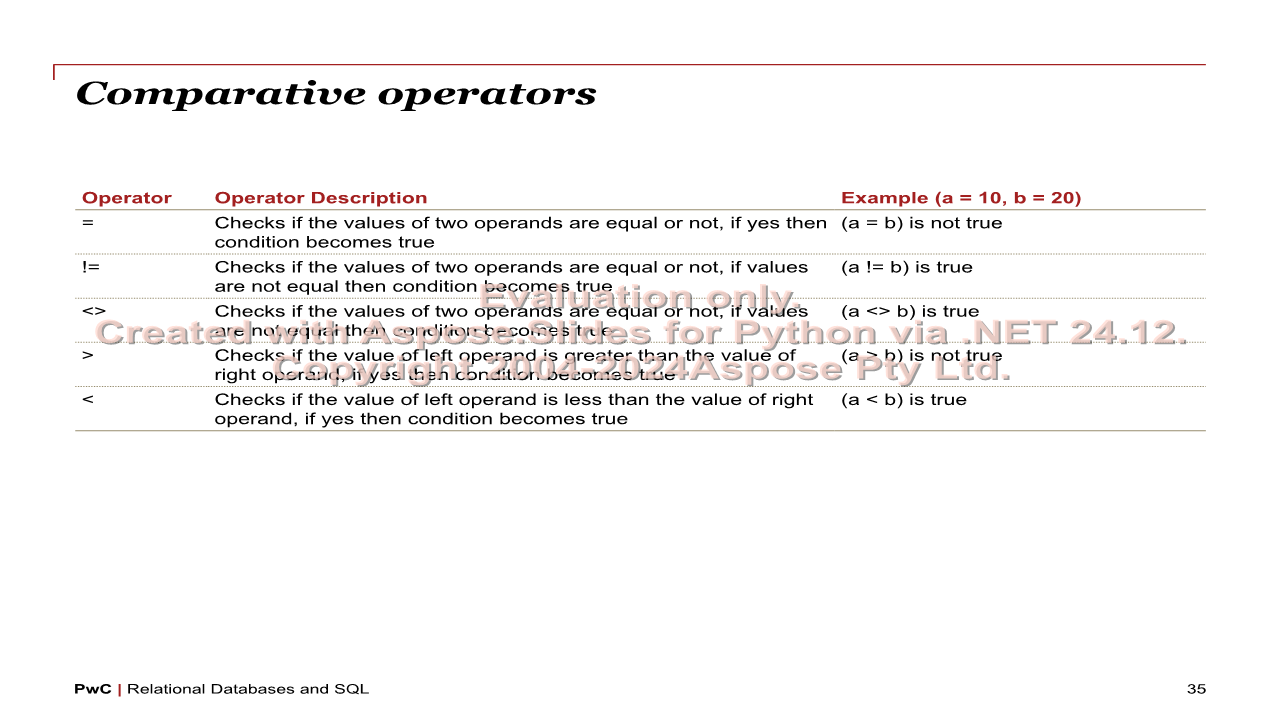 Comparative operators
Operator Operator Description Example (a = 10, b = 20)
= Checks if the values of two operands are equal or not, if yes then (a = b) is not true
condition becomes true
!= Checks if the values of two operands are equal or not, if values (a != b) is true
are not equal then condition becomes true
<> Checks if the values of two operands are equal or not, if values (a <> b) is true
are not equal then condition becomes true
> Checks if the value of left operand is greater than the value of (a > b) is not true
right operand, if yes then condition becomes true
< Checks if the value of left operand is less than the value of right (a < b) is true
operand, if yes then condition becomes true
Evaluation only.
Created with Aspose.Slides for Python via .NET 24.12.
Copyright 2004-2024Aspose Pty Ltd.
PwC | Relational Databases and SQL 35